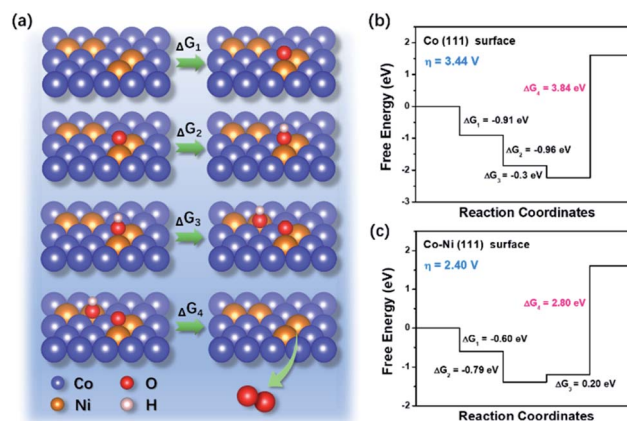 (a)
ΔG₁
ΔG₂
ΔG₃
ΔG₄
Co
O
Ni
H
(b)
Co (111) surface
η = 3.44 V
ΔG₄ = 3.84 eV
ΔG₁ = -0.91 eV
ΔG₂ = -0.96 eV
ΔG₃ = -0.3 eV
Free Energy (eV)
2
1
0
-1
-2
-3
Reaction Coordinates
(c)
Co-Ni (111) surface
η = 2.40 V
ΔG₄ = 2.80 eV
ΔG₁ = -0.60 eV
ΔG₂ = -0.79 eV
ΔG₃ = 0.20 eV
Free Energy (eV)
2
1
0
-1
-2
Reaction Coordinates